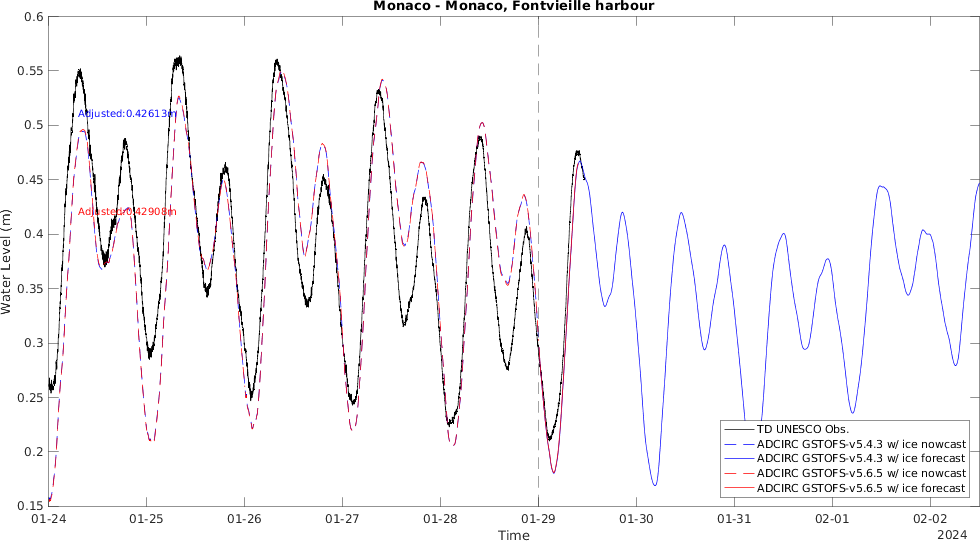 Monaco - Monaco, Fontvieille harbour
0.6
0.55
0.5
0.45
0.4
0.35
0.3
0.25
0.2
0.15
Water Level (m)
Adjusted:0.42613m
Adjusted:0.42908m
TD UNESCO Obs.
ADCIRC GSTOFS-v5.4.3 w/ ice nowcast
ADCIRC GSTOFS-v5.4.3 w/ ice forecast
ADCIRC GSTOFS-v5.6.5 w/ ice nowcast
ADCIRC GSTOFS-v5.6.5 w/ ice forecast
01-24 01-25 01-26 01-27 01-28 01-29 01-30 01-31 02-01 02-02
Time
2024